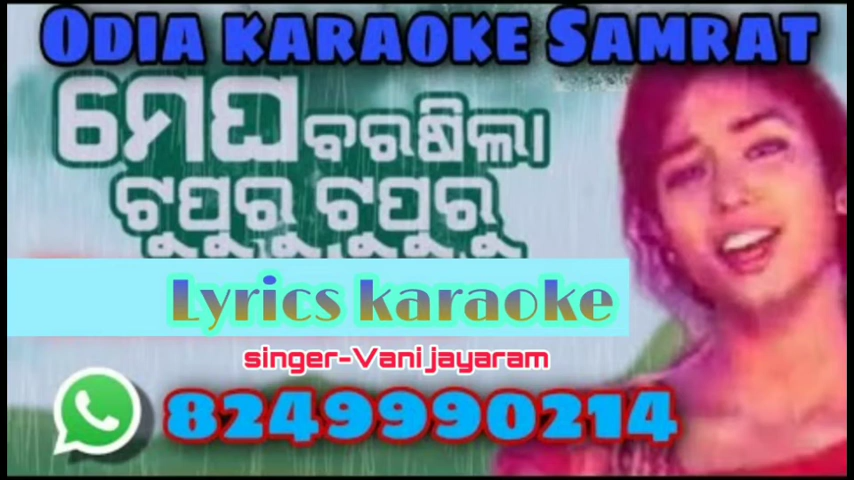 ODIA KARAOKE SAMRAT
ମେଘ ବରଷିଲା
ଟୁପୁରୁ ଟୁପୁରୁ
Lyrics karaoke
singer-Vani jayaram
8249990214